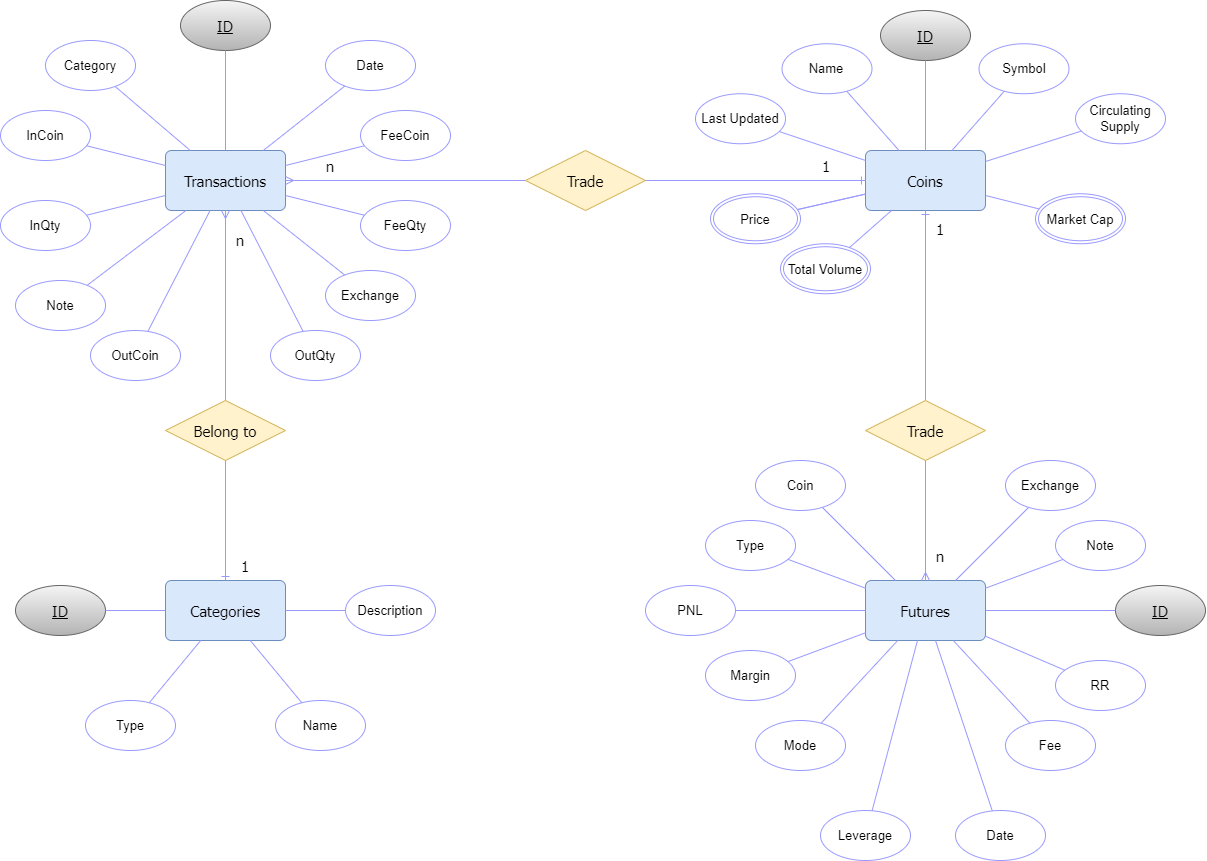 ID
ID
Category
Date
Name
Symbol
Last Updated
Circulating
Supply
InCoin
FeeCoin
n
1
Transactions
Trade
Coins
InQty
FeeQty
Price
Market Cap
n
1
Total Volume
Note
Exchange
OutCoin
OutQty
Belong to
Trade
Coin
Exchange
Type
Note
1
n
ID
Categories
Description
PNL
Futures
ID
Margin
RR
Type
Name
Mode
Fee
Leverage
Date